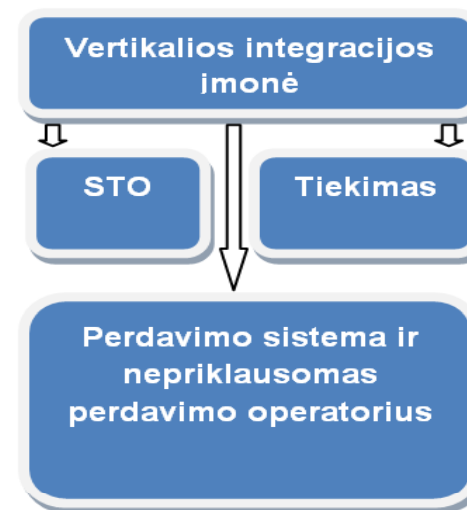 Vertikalios integracijos
įmonė
STO
Tiekimas
Perdavimo sistema ir
nepriklausomas
perdavimo operatorius